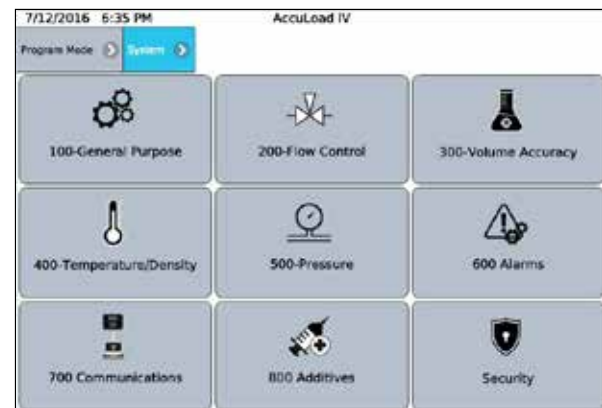 7/12/2016 6:35 PM AccuLoad IV
Program Mode System
100-General Purpose 200-Flow Control 300-Volume Accuracy
400-Temperature/Density 500-Pressure 600 Alarms
700 Communications 800 Additives Security